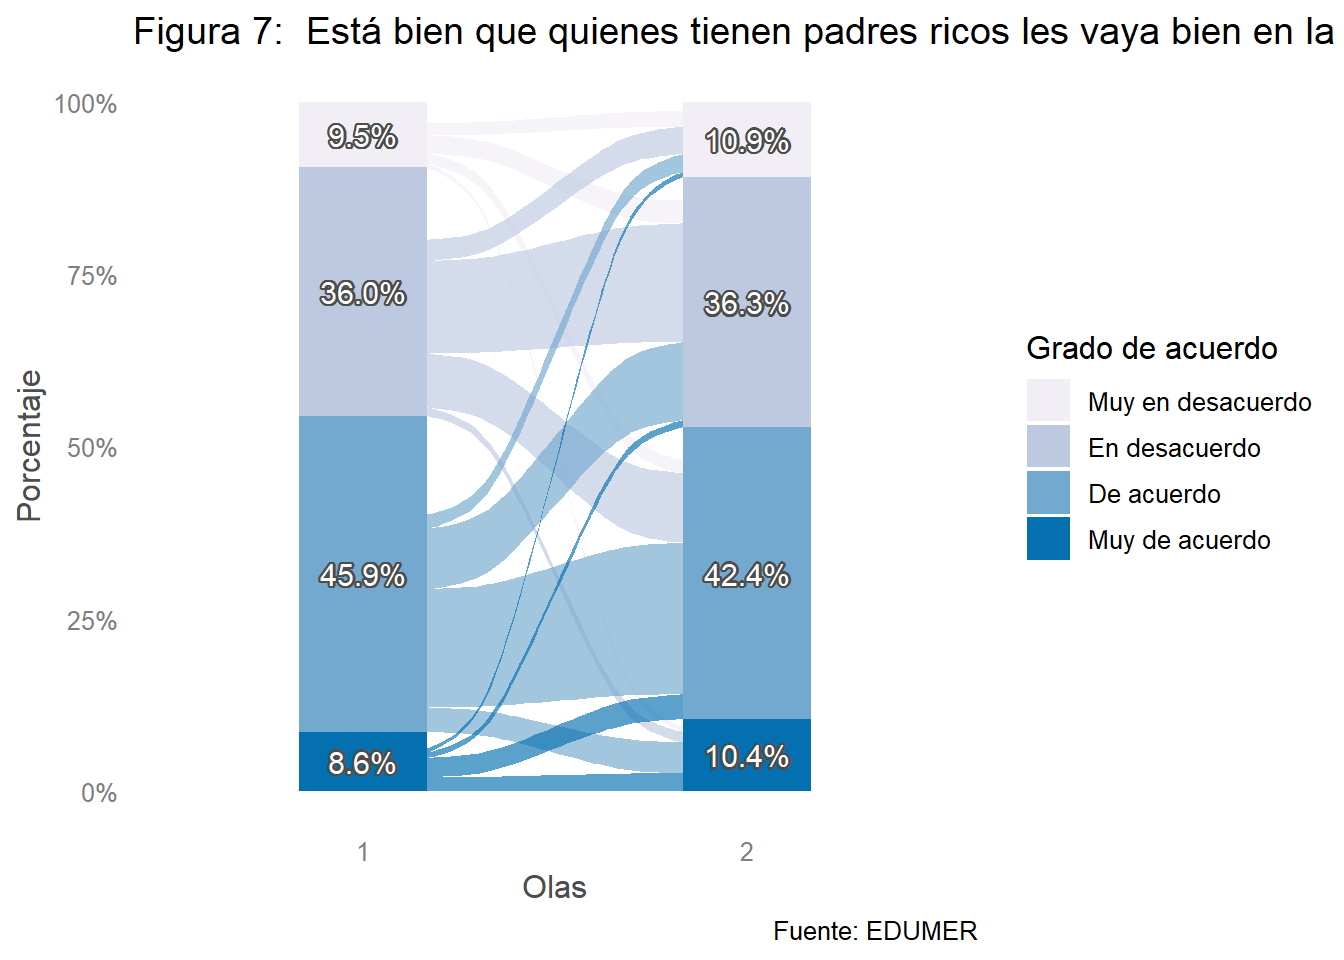 Figura 7:  Está bien que quienes tienen padres ricos les vaya bien en la
100%
75%
50%
25%
0%
Porcentaje
9.5%
36.0%
45.9%
8.6%
10.9%
36.3%
42.4%
10.4%
1
2
Olas
Grado de acuerdo
Muy en desacuerdo
En desacuerdo
De acuerdo
Muy de acuerdo
Fuente: EDUMER